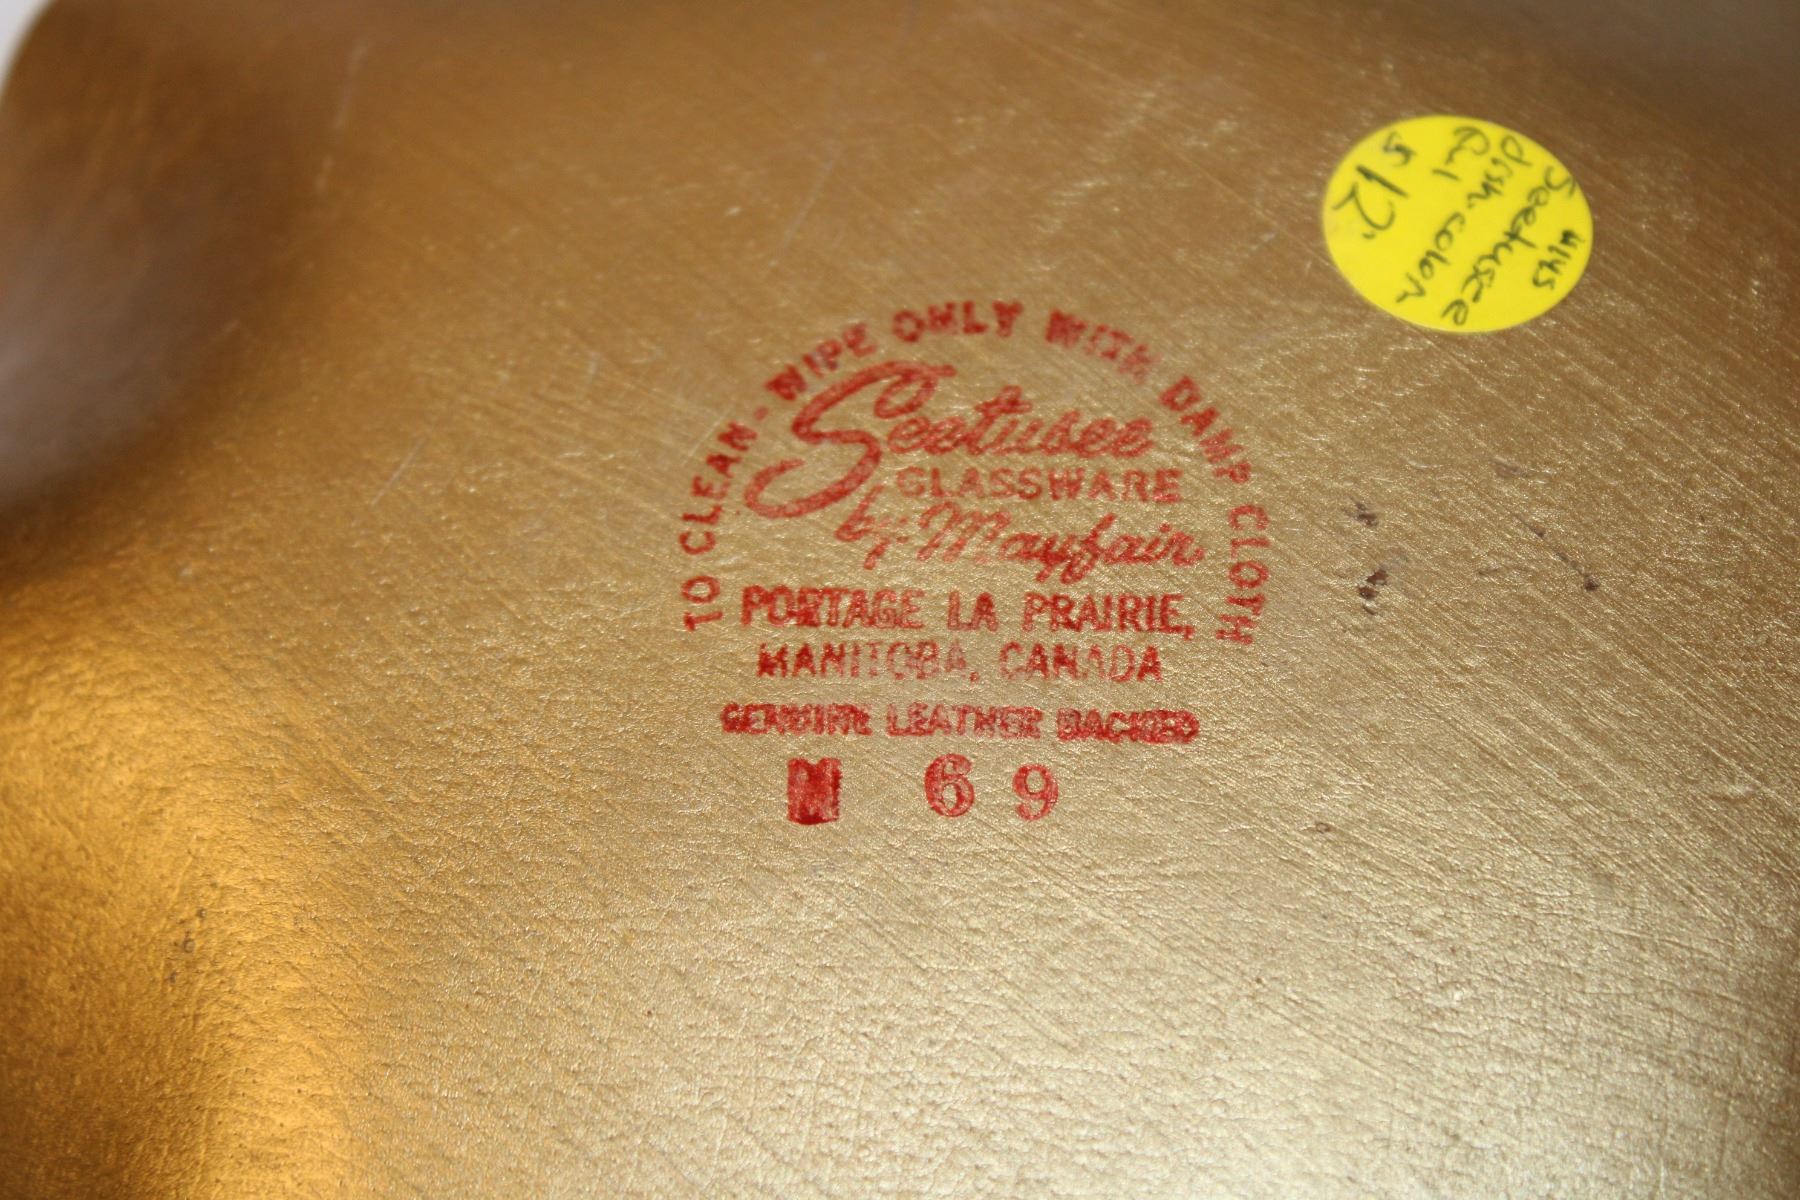 TO CLEAN - WIPE ONLY WITH DAMP CLOTH
Seetusee
GLASSWARE
by Mayfair
PORTAGE LA PRAIRIE,
MANITOBA, CANADA
GENUINE LEATHER BACKED
M 69
Seetusee
dish. color